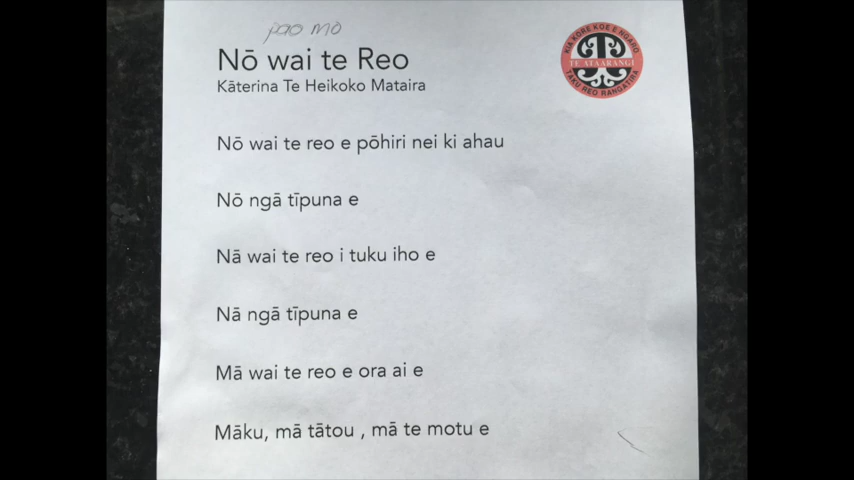 pao mo
Nō wai te Reo
Kāterina Te Heikoko Mataira
KIA KORE KOE E NGARO
TE ATAARANGI
TAKU REO RANGATIRA
Nō wai te reo e pōhiri nei ki ahau
Nō ngā tīpuna e
Nā wai te reo i tuku iho e
Nā ngā tīpuna e
Mā wai te reo e ora ai e
Māku, mā tātou , mā te motu e